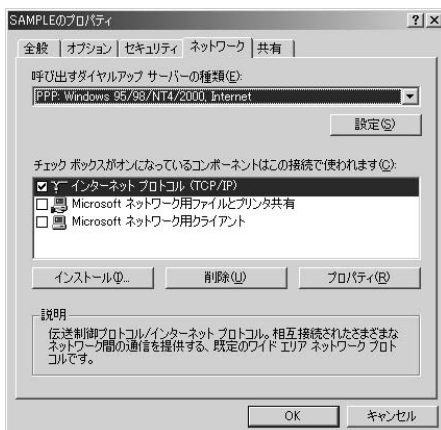 SAMPLEのプロパティ
全般 オプション セキュリティ ネットワーク 共有
呼び出すダイヤルアップ サーバーの種類(E):
PPP: Windows 95/98/NT4/2000, Internet
設定(S)
チェック ボックスがオンになっているコンポーネントはこの接続で使われます(C):
インターネット プロトコル (TCP/IP)
Microsoft ネットワーク用ファイルとプリンタ共有
Microsoft ネットワーク用クライアント
インストール(I)... 削除(U) プロパティ(R)
説明
伝送制御プロトコル/インターネット プロトコル。相互接続されたさまざまな
ネットワーク間の通信を提供する、既定のワイド エリア ネットワーク プロト
コルです。
OK キャンセル